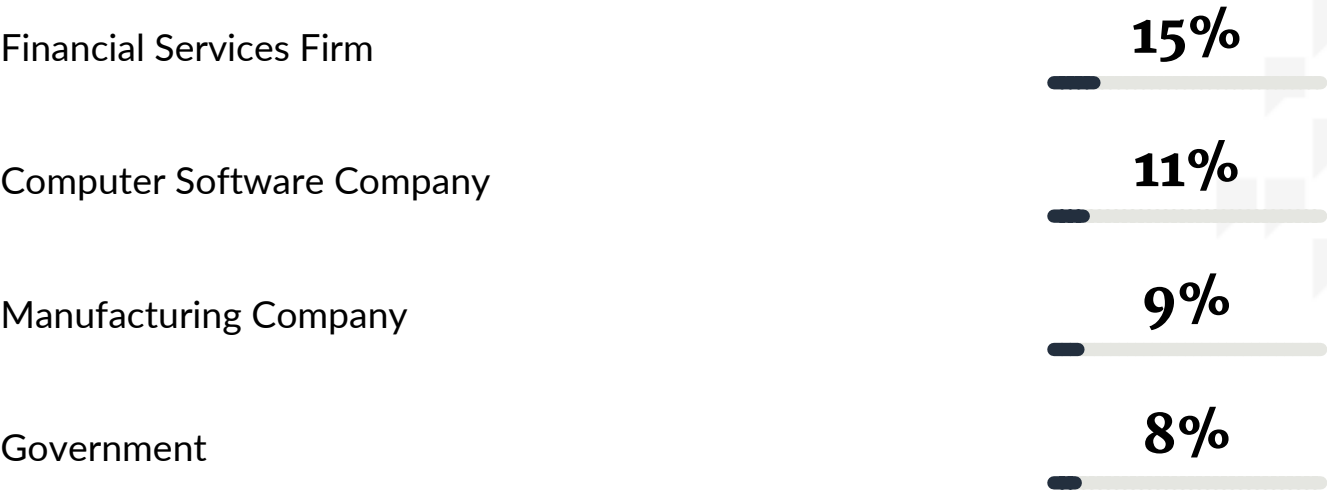 Financial Services Firm 15%
Computer Software Company 11%
Manufacturing Company 9%
Government 8%